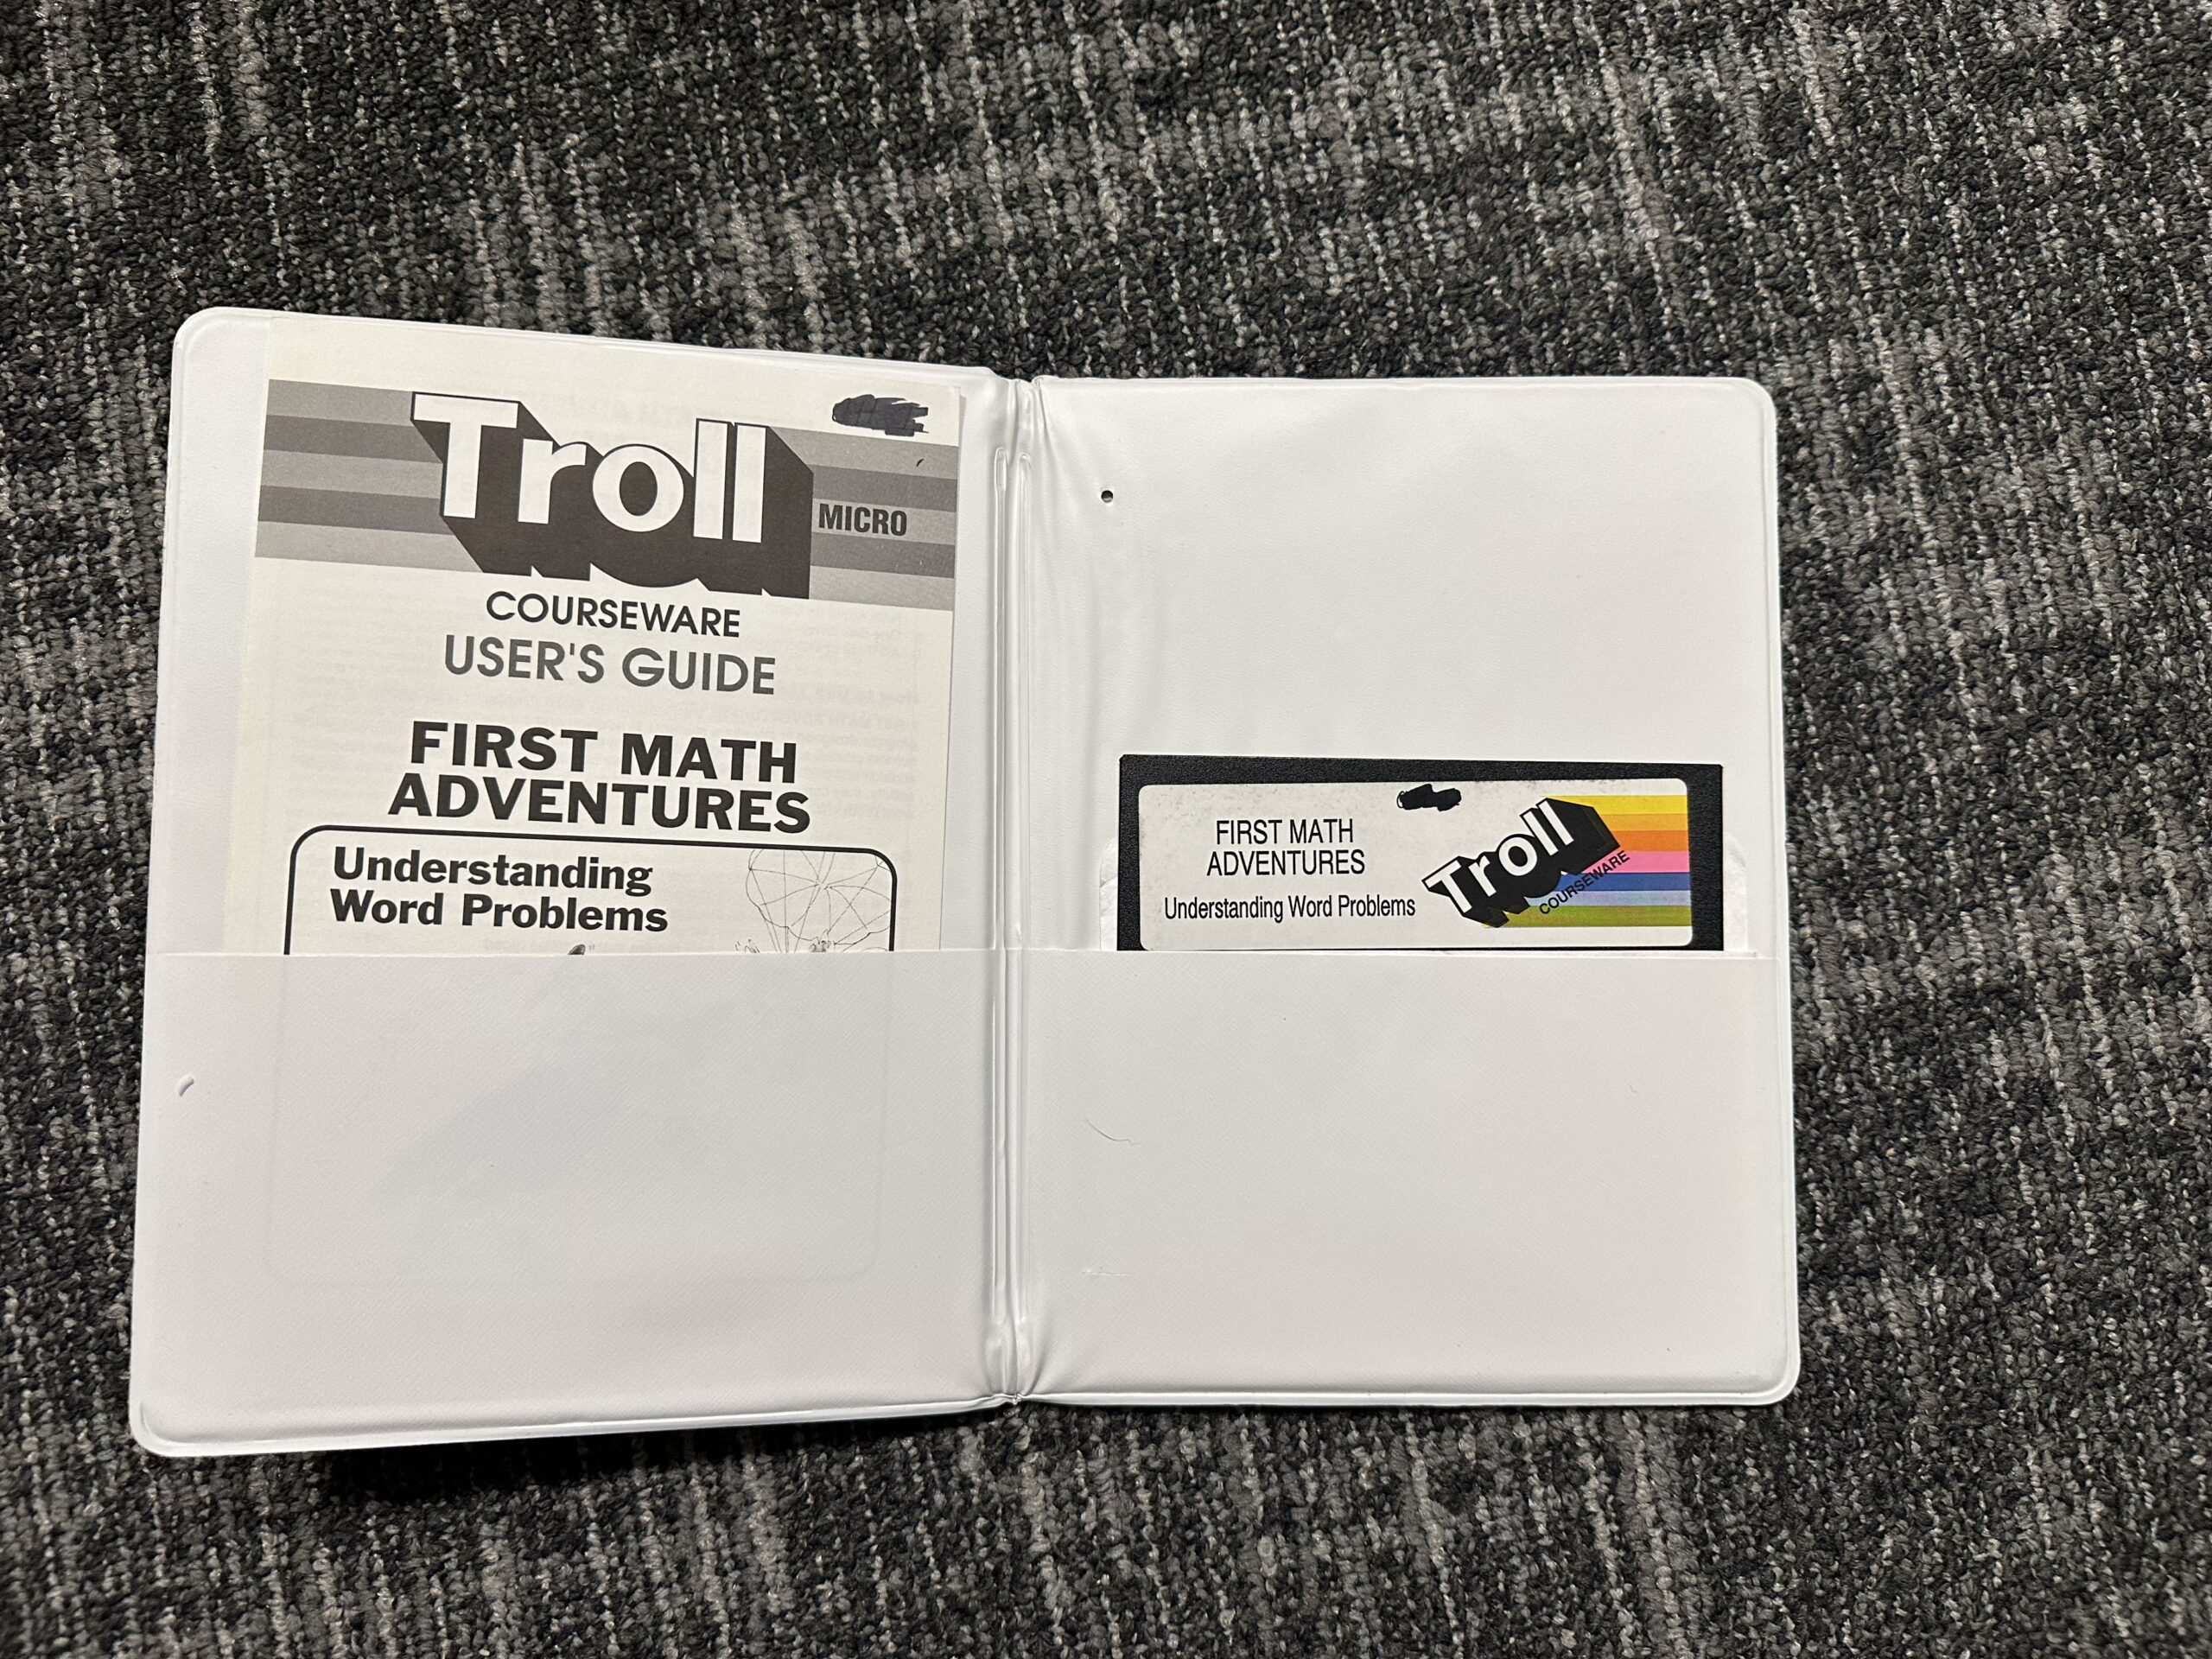 Troll
MICRO
COURSEWARE
USER'S GUIDE
FIRST MATH
ADVENTURES
Understanding
Word Problems
FIRST MATH
ADVENTURES
Understanding Word Problems
Troll
COURSEWARE